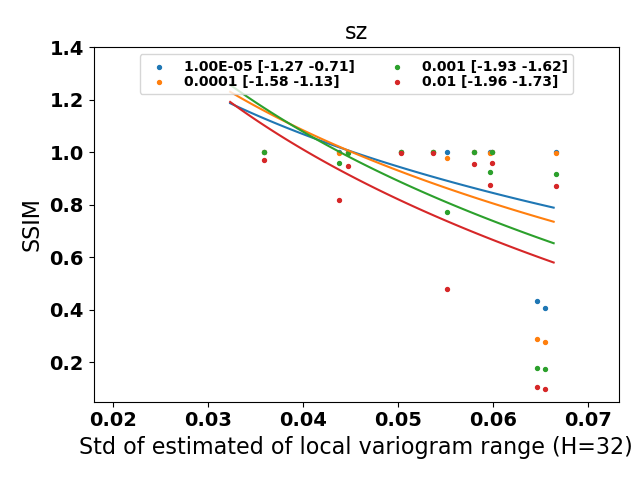 sz
1.4
1.00E-05 [-1.27 -0.71]
0.0001 [-1.58 -1.13]
0.001 [-1.93 -1.62]
0.01 [-1.96 -1.73]
1.2
1.0
0.8
0.6
0.4
0.2
SSIM
0.02 0.03 0.04 0.05 0.06 0.07
Std of estimated of local variogram range (H=32)